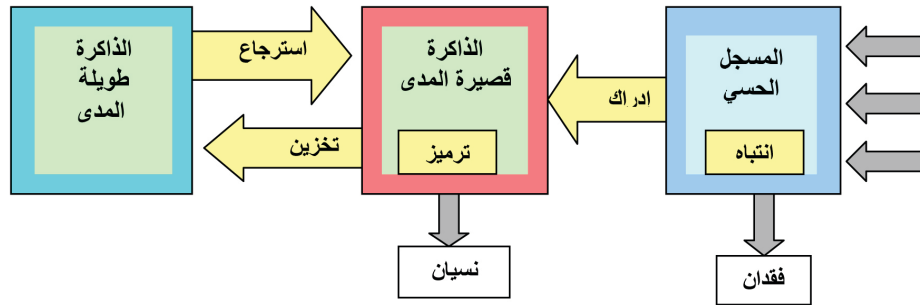 المسجل
الحسي
انتباه
فقدان
ادراك
الذاكرة
قصيرة المدى
ترميز
نسيان
استرجاع
تخزين
الذاكرة
طويلة
المدى